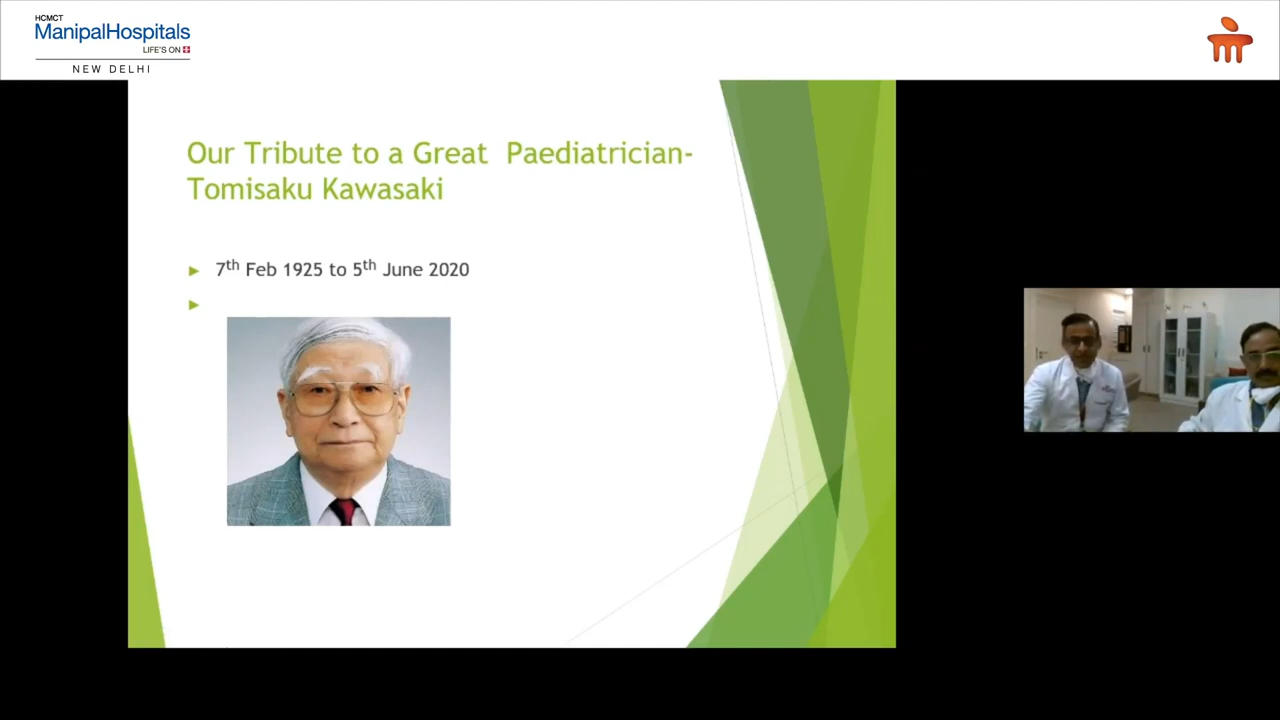 HCMCT
ManipalHospitals
LIFE'S ON
NEW DELHI
Our Tribute to a Great Paediatrician-
Tomisaku Kawasaki
7th Feb 1925 to 5th June 2020